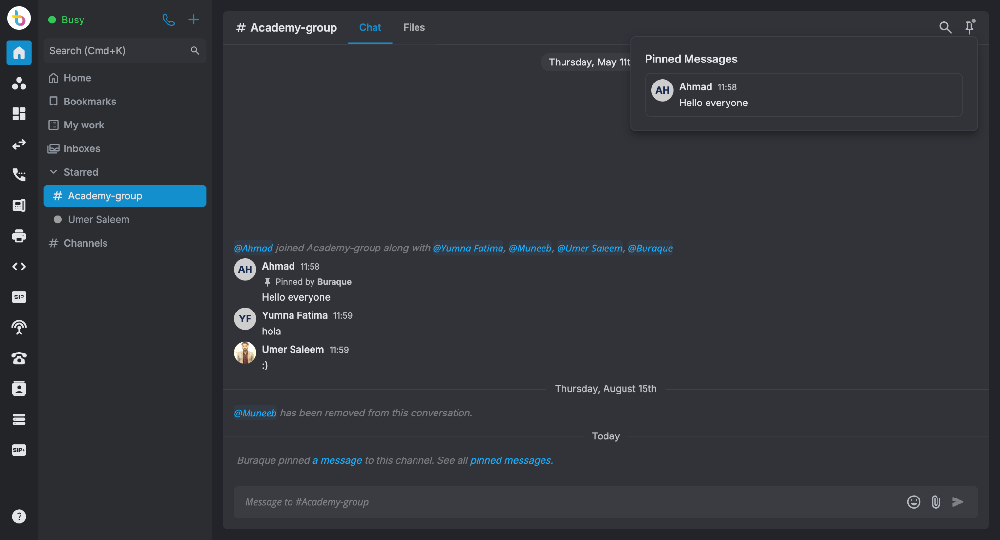 Busy
Search (Cmd+K)
Home
Bookmarks
My work
Inboxes
Starred
# Academy-group
Umer Saleem
# Channels
SIP
SIP+
?
# Academy-group
Chat
Files
Thursday, May 11t
Pinned Messages
AH
Ahmad 11:58
Hello everyone
@Ahmad joined Academy-group along with @Yumna Fatima, @Muneeb, @Umer Saleem, @Buraque
AH
Ahmad 11:58
Pinned by Buraque
Hello everyone
YF
Yumna Fatima 11:59
hola
Umer Saleem 11:59
:)
Thursday, August 15th
@Muneeb has been removed from this conversation.
Today
Buraque pinned a message to this channel. See all pinned messages.
Message to #Academy-group